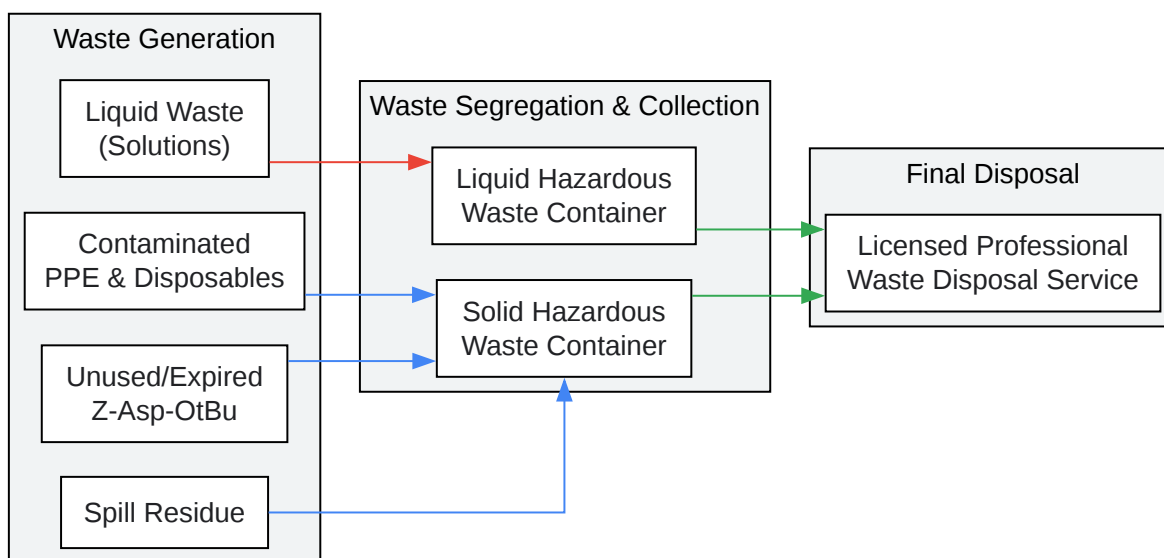 Waste Generation
Liquid Waste
(Solutions)
Contaminated
PPE & Disposables
Unused/Expired
Z-Asp-OtBu
Spill Residue
Waste Segregation & Collection
Liquid Hazardous
Waste Container
Solid Hazardous
Waste Container
Final Disposal
Licensed Professional
Waste Disposal Service